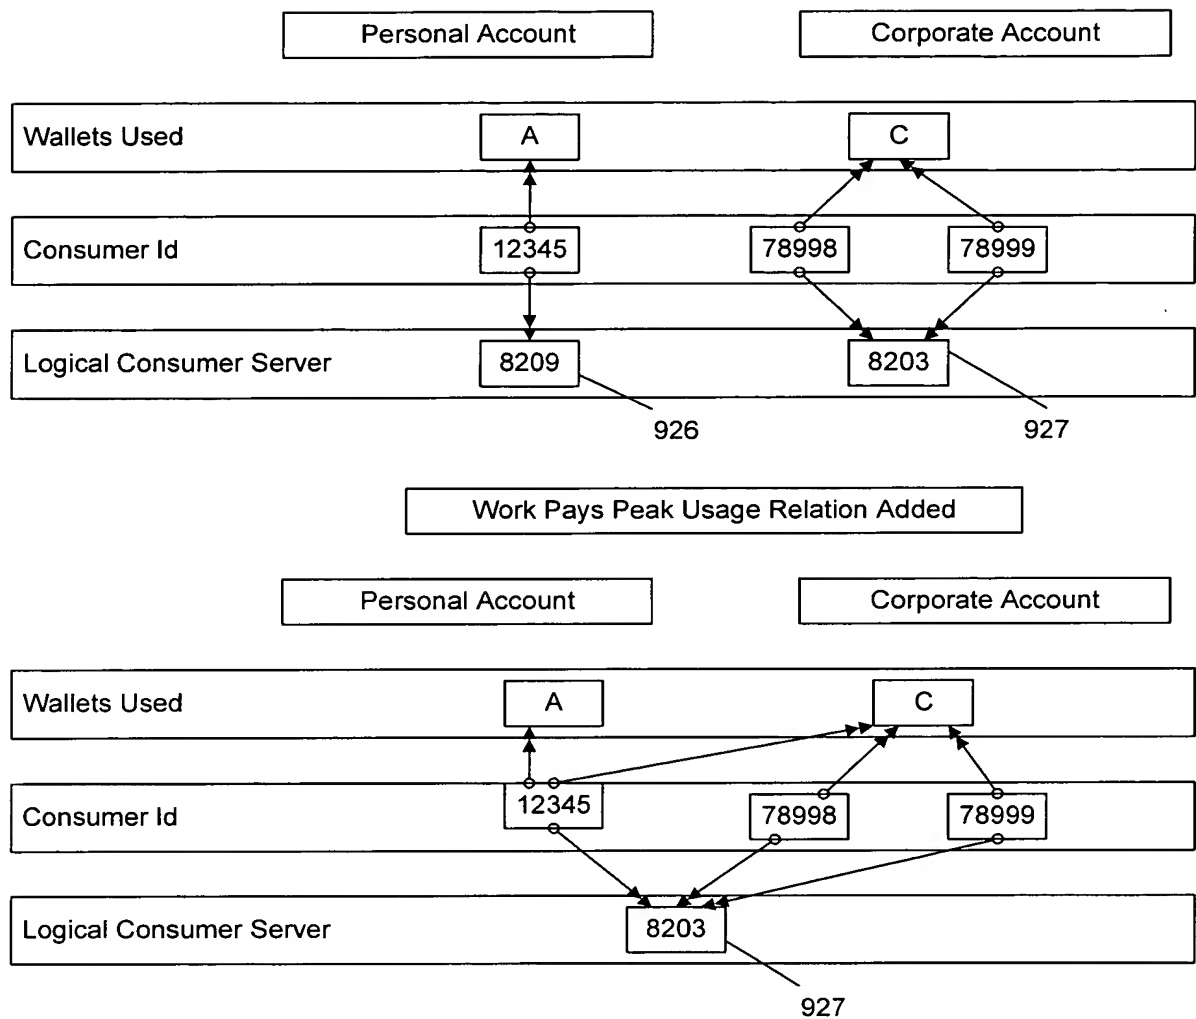 Personal Account
Corporate Account
Wallets Used
A
C
Consumer Id
12345
78998
78999
Logical Consumer Server
8209
8203
926
927
Work Pays Peak Usage Relation Added
Personal Account
Corporate Account
Wallets Used
A
C
Consumer Id
12345
78998
78999
Logical Consumer Server
8203
927